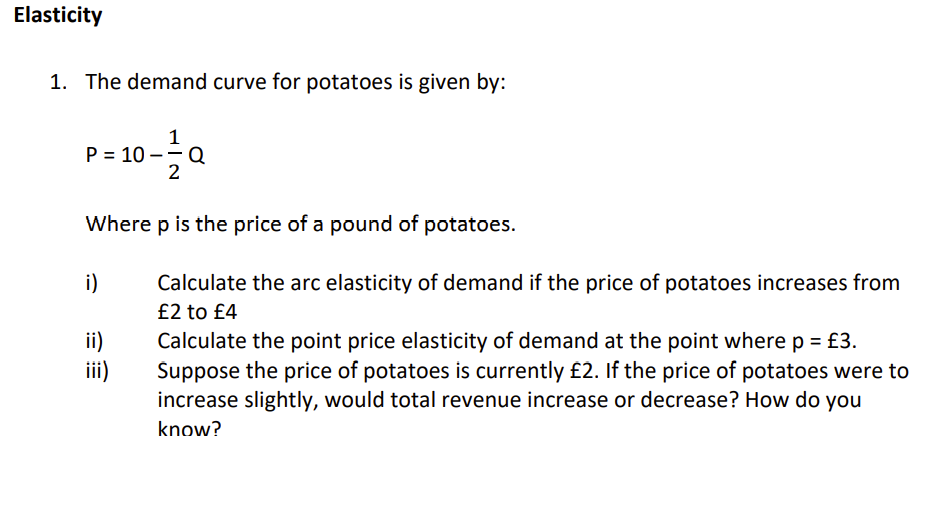 Elasticity
1. The demand curve for potatoes is given by:
P = 10 – 1/2 Q
Where p is the price of a pound of potatoes.
i) Calculate the arc elasticity of demand if the price of potatoes increases from
£2 to £4
ii) Calculate the point price elasticity of demand at the point where p = £3.
iii) Suppose the price of potatoes is currently £2. If the price of potatoes were to
increase slightly, would total revenue increase or decrease? How do you
know?